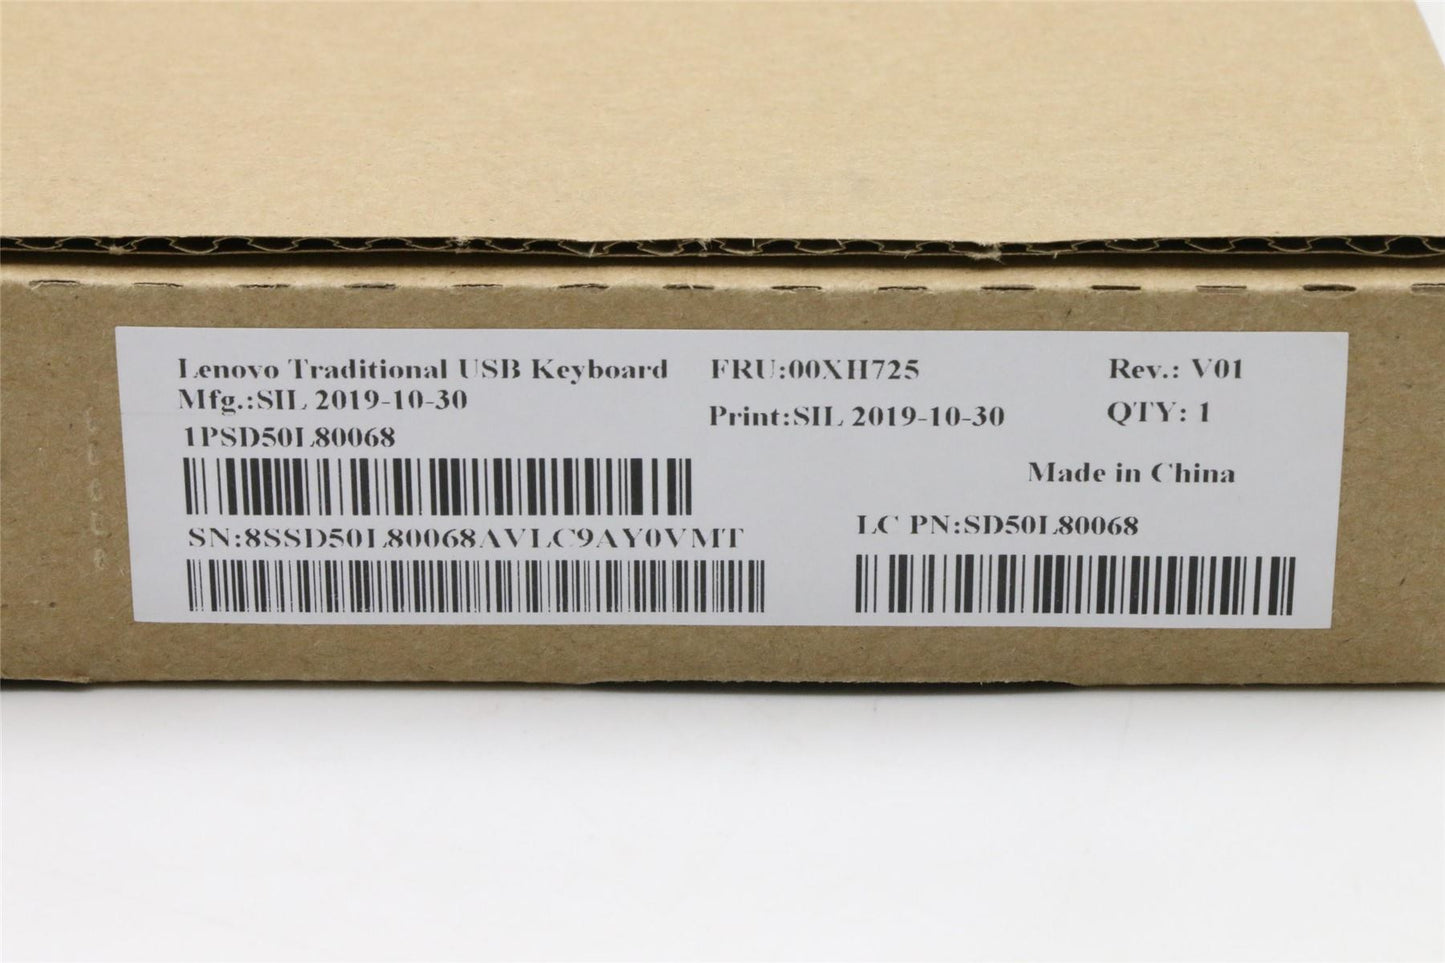 Lenovo Traditional USB Keyboard
FRU:00XH725
Rev.: V01
Mfg.:SIL 2019-10-30
Print:SIL 2019-10-30
QTY: 1
1PSD50L80068
Made in China
SN:8SSD50L80068AVLC9AY0VMT
LC PN:SD50L80068